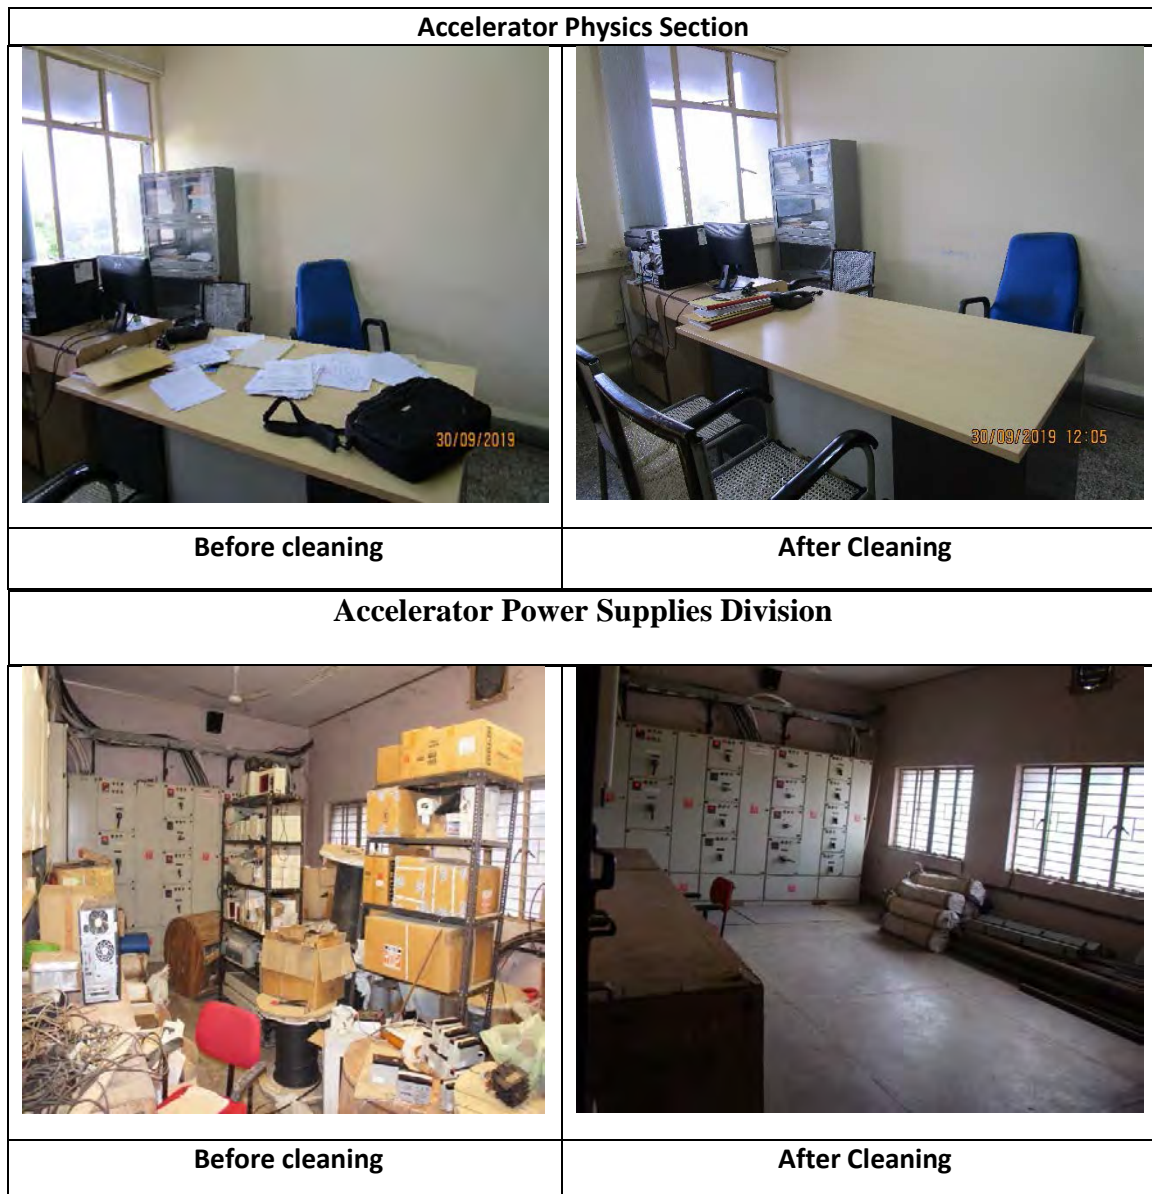 Accelerator Physics Section
30/09/2019
30/09/2019 12:05
Before cleaning
After Cleaning
Accelerator Power Supplies Division
Before cleaning
After Cleaning